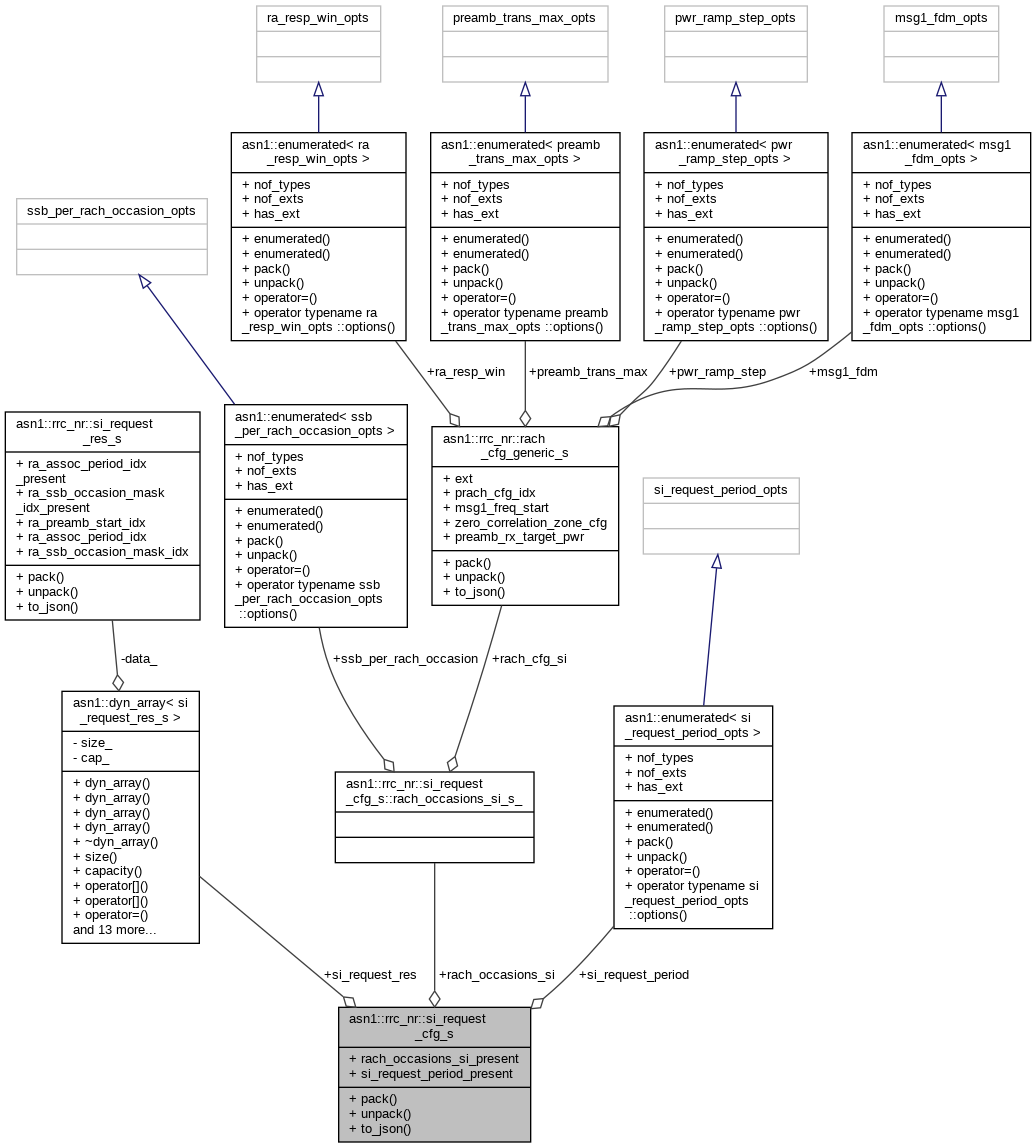 ra_resp_win_opts
preamb_trans_max_opts
pwr_ramp_step_opts
msg1_fdm_opts
asn1::enumerated< ra
_resp_win_opts >
+ nof_types
+ nof_exts
+ has_ext
+ enumerated()
+ enumerated()
+ pack()
+ unpack()
+ operator=()
+ operator typename ra
_resp_win_opts ::options()
asn1::enumerated< preamb
_trans_max_opts >
+ nof_types
+ nof_exts
+ has_ext
+ enumerated()
+ enumerated()
+ pack()
+ unpack()
+ operator=()
+ operator typename preamb
_trans_max_opts ::options()
asn1::enumerated< pwr
_ramp_step_opts >
+ nof_types
+ nof_exts
+ has_ext
+ enumerated()
+ enumerated()
+ pack()
+ unpack()
+ operator=()
+ operator typename pwr
_ramp_step_opts ::options()
asn1::enumerated< msg1
_fdm_opts >
+ nof_types
+ nof_exts
+ has_ext
+ enumerated()
+ enumerated()
+ pack()
+ unpack()
+ operator=()
+ operator typename msg1
_fdm_opts ::options()
ssb_per_rach_occasion_opts
+ra_resp_win
+preamb_trans_max
+pwr_ramp_step
+msg1_fdm
asn1::rrc_nr::si_request
_res_s
+ ra_assoc_period_idx
_present
+ ra_ssb_occasion_mask
_idx_present
+ ra_preamb_start_idx
+ ra_assoc_period_idx
+ ra_ssb_occasion_mask_idx
+ pack()
+ unpack()
+ to_json()
asn1::enumerated< ssb
_per_rach_occasion_opts >
+ nof_types
+ nof_exts
+ has_ext
+ enumerated()
+ enumerated()
+ pack()
+ unpack()
+ operator=()
+ operator typename ssb
_per_rach_occasion_opts
::options()
asn1::rrc_nr::rach
_cfg_generic_s
+ ext
+ prach_cfg_idx
+ msg1_freq_start
+ zero_correlation_zone_cfg
+ preamb_rx_target_pwr
+ pack()
+ unpack()
+ to_json()
si_request_period_opts
-data_
+ssb_per_rach_occasion
+rach_cfg_si
asn1::dyn_array< si
_request_res_s >
- size_
- cap_
+ dyn_array()
+ dyn_array()
+ dyn_array()
+ dyn_array()
+ ~dyn_array()
+ size()
+ capacity()
+ operator[]()
+ operator[]()
+ operator=()
and 13 more...
asn1::rrc_nr::si_request
_cfg_s::rach_occasions_si_s_
asn1::enumerated< si
_request_period_opts >
+ nof_types
+ nof_exts
+ has_ext
+ enumerated()
+ enumerated()
+ pack()
+ unpack()
+ operator=()
+ operator typename si
_request_period_opts
::options()
+si_request_res
+rach_occasions_si
+si_request_period
asn1::rrc_nr::si_request
_cfg_s
+ rach_occasions_si_present
+ si_request_period_present
+ pack()
+ unpack()
+ to_json()